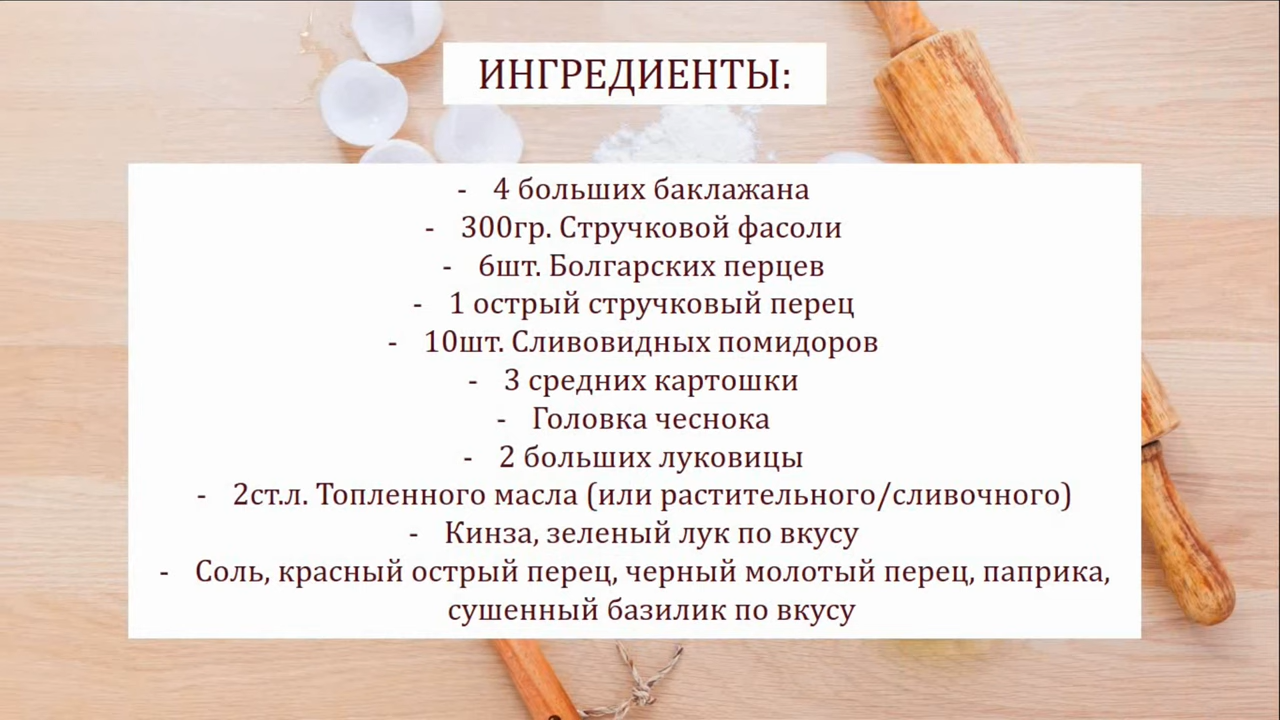 ИНГРЕДИЕНТЫ:
- 4 больших баклажана
- 300гр. Стручковой фасоли
- 6шт. Болгарских перцев
- 1 острый стручковый перец
- 10шт. Сливовидных помидоров
- 3 средних картошки
- Головка чеснока
- 2 больших луковицы
- 2ст.л. Топленного масла (или растительного/сливочного)
- Кинза, зеленый лук по вкусу
- Соль, красный острый перец, черный молотый перец, паприка,
сушенный базилик по вкусу